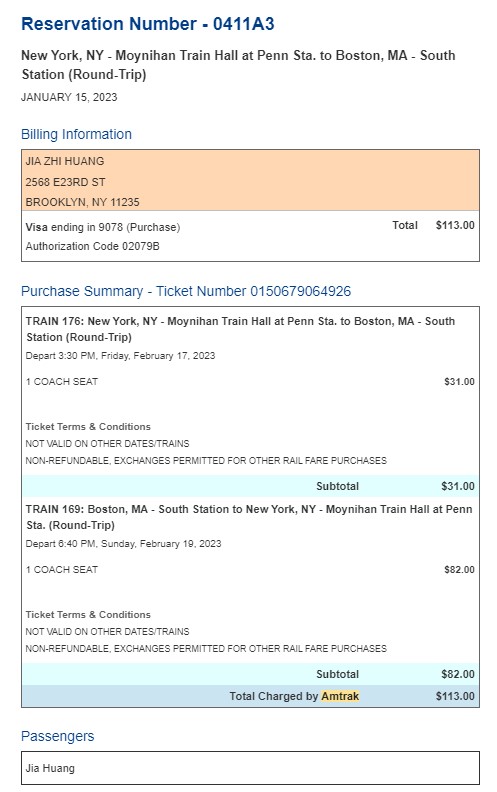 Reservation Number - 0411A3
New York, NY - Moynihan Train Hall at Penn Sta. to Boston, MA - South
Station (Round-Trip)
JANUARY 15, 2023
Billing Information
JIA ZHI HUANG
2568 E23RD ST
BROOKLYN, NY 11235
Visa ending in 9078 (Purchase) Total $113.00
Authorization Code 02079B
Purchase Summary - Ticket Number 0150679064926
TRAIN 176: New York, NY - Moynihan Train Hall at Penn Sta. to Boston, MA - South
Station (Round-Trip)
Depart 3:30 PM, Friday, February 17, 2023
1 COACH SEAT $31.00
Ticket Terms & Conditions
NOT VALID ON OTHER DATES/TRAINS
NON-REFUNDABLE, EXCHANGES PERMITTED FOR OTHER RAIL FARE PURCHASES
Subtotal $31.00
TRAIN 169: Boston, MA - South Station to New York, NY - Moynihan Train Hall at Penn
Sta. (Round-Trip)
Depart 6:40 PM, Sunday, February 19, 2023
1 COACH SEAT $82.00
Ticket Terms & Conditions
NOT VALID ON OTHER DATES/TRAINS
NON-REFUNDABLE, EXCHANGES PERMITTED FOR OTHER RAIL FARE PURCHASES
Subtotal $82.00
Total Charged by Amtrak $113.00
Passengers
Jia Huang